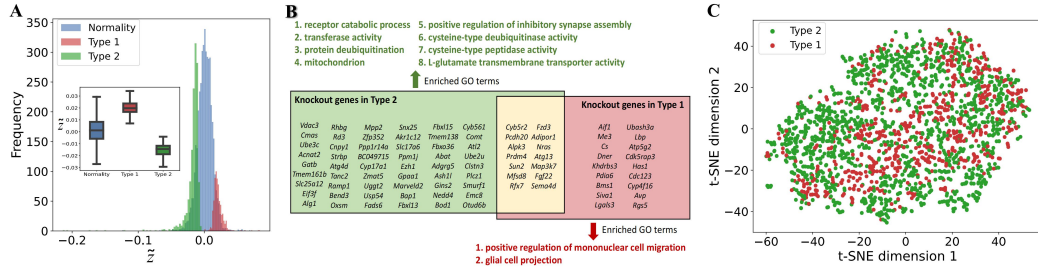 A
Normality
Type 1
Type 2
Frequency
350
300
250
200
150
100
50
0
0.03
0.02
0.01
0.00
−0.01
−0.02
−0.03
z̃
Normality Type 1 Type 2
−0.2 −0.1 0.0
z̃
B
1. receptor catabolic process
2. transferase activity
3. protein deubiquitination
4. mitochondrion
5. positive regulation of inhibitory synapse assembly
6. cysteine-type deubiquitinase activity
7. cysteine-type peptidase activity
8. L-glutamate transmembrane transporter activity
Enriched GO terms
Knockout genes in Type 2
Knockout genes in Type 1
Vdac3 Rhbg Mpp2 Snx25 Fbxl15 Cyb561
Cmas Rd3 Zfp352 Akr1c12 Tmem138 Comt
Ube3c Cnpy1 Ppp1r14a Slc17a6 Fbxo36 Atl2
Acnat2 Strbp BC049715 Ppm1j Abat Ube2u
Gatb Ctg4d Cyp17a1 Ezh1 Adgrg5 Clstn3
Tmem161b Tanc2 Zmat5 Gpaa1 Ash1l Plcz1
Slc25a12 Ramp1 Uggt2 Marveld2 Gins2 Smurf1
Eif3f Bend3 Usp54 Bap1 Nedd4 Emc8
Alg1 Oxsm Fads6 Fbxl13 Bod1 Otud6b
Cyb5r2 Fzd3
Pcdh20 Adipor1
Alpk3 Nras
Prdm4 Atg13
Sun2 Map3k7
Mfsd8 Fgf22
Rfx7 Sema4d
Aif1 Ubash3a
Me3 Lbp
Cs Atp5g2
Dner Cdk5rap3
Khdrbs3 Has1
Pdia6 Cdc123
Bms1 Cyp4f16
Siva1 Avp
Lgals3 Rgs5
Enriched GO terms
1. positive regulation of mononuclear cell migration
2. glial cell projection
C
Type 2
Type 1
t-SNE dimension 2
40
20
0
−20
−40
−60 −40 −20 0 20 40
t-SNE dimension 1